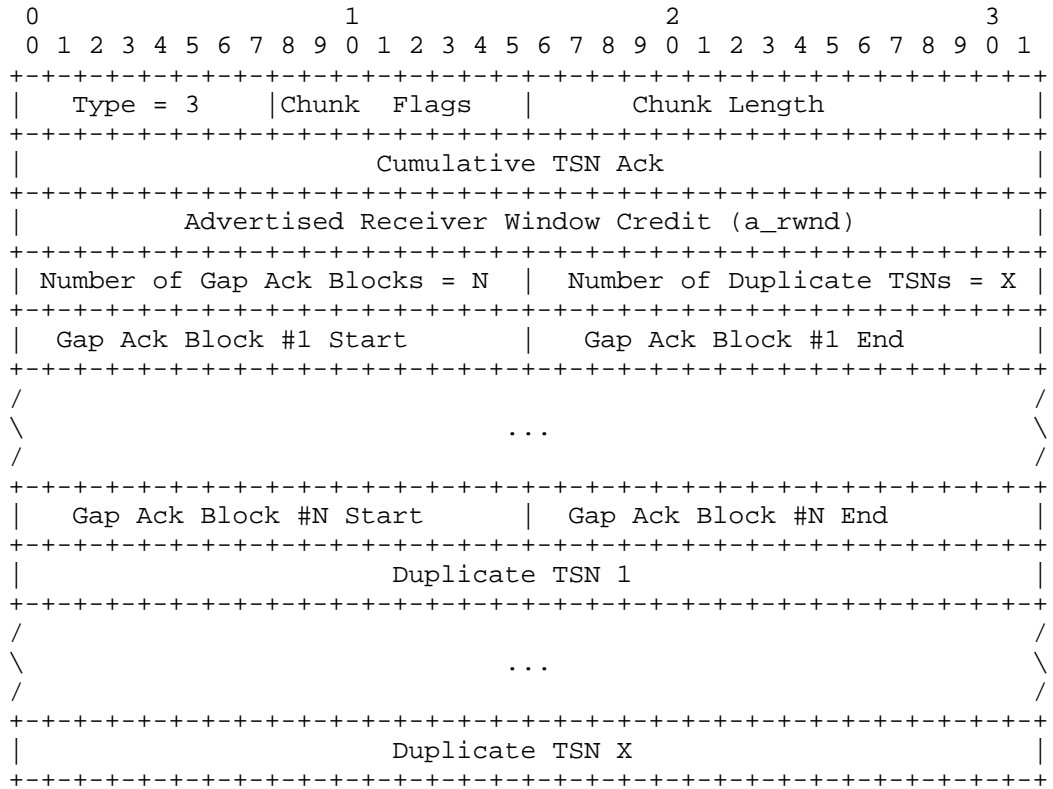 0                   1                   2                   3
 0 1 2 3 4 5 6 7 8 9 0 1 2 3 4 5 6 7 8 9 0 1 2 3 4 5 6 7 8 9 0 1
+-+-+-+-+-+-+-+-+-+-+-+-+-+-+-+-+-+-+-+-+-+-+-+-+-+-+-+-+-+-+-+-+
|   Type = 3    |Chunk  Flags   |      Chunk Length             |
+-+-+-+-+-+-+-+-+-+-+-+-+-+-+-+-+-+-+-+-+-+-+-+-+-+-+-+-+-+-+-+-+
|                      Cumulative TSN Ack                       |
+-+-+-+-+-+-+-+-+-+-+-+-+-+-+-+-+-+-+-+-+-+-+-+-+-+-+-+-+-+-+-+-+
|          Advertised Receiver Window Credit (a_rwnd)           |
+-+-+-+-+-+-+-+-+-+-+-+-+-+-+-+-+-+-+-+-+-+-+-+-+-+-+-+-+-+-+-+-+
| Number of Gap Ack Blocks = N  |  Number of Duplicate TSNs = X |
+-+-+-+-+-+-+-+-+-+-+-+-+-+-+-+-+-+-+-+-+-+-+-+-+-+-+-+-+-+-+-+-+
|  Gap Ack Block #1 Start       |   Gap Ack Block #1 End        |
+-+-+-+-+-+-+-+-+-+-+-+-+-+-+-+-+-+-+-+-+-+-+-+-+-+-+-+-+-+-+-+-+
/                                                               /
\                              ...                              \
/                                                               /
+-+-+-+-+-+-+-+-+-+-+-+-+-+-+-+-+-+-+-+-+-+-+-+-+-+-+-+-+-+-+-+-+
|   Gap Ack Block #N Start      |  Gap Ack Block #N End         |
+-+-+-+-+-+-+-+-+-+-+-+-+-+-+-+-+-+-+-+-+-+-+-+-+-+-+-+-+-+-+-+-+
|                       Duplicate TSN 1                         |
+-+-+-+-+-+-+-+-+-+-+-+-+-+-+-+-+-+-+-+-+-+-+-+-+-+-+-+-+-+-+-+-+
/                                                               /
\                              ...                              \
/                                                               /
+-+-+-+-+-+-+-+-+-+-+-+-+-+-+-+-+-+-+-+-+-+-+-+-+-+-+-+-+-+-+-+-+
|                       Duplicate TSN X                         |
+-+-+-+-+-+-+-+-+-+-+-+-+-+-+-+-+-+-+-+-+-+-+-+-+-+-+-+-+-+-+-+-+